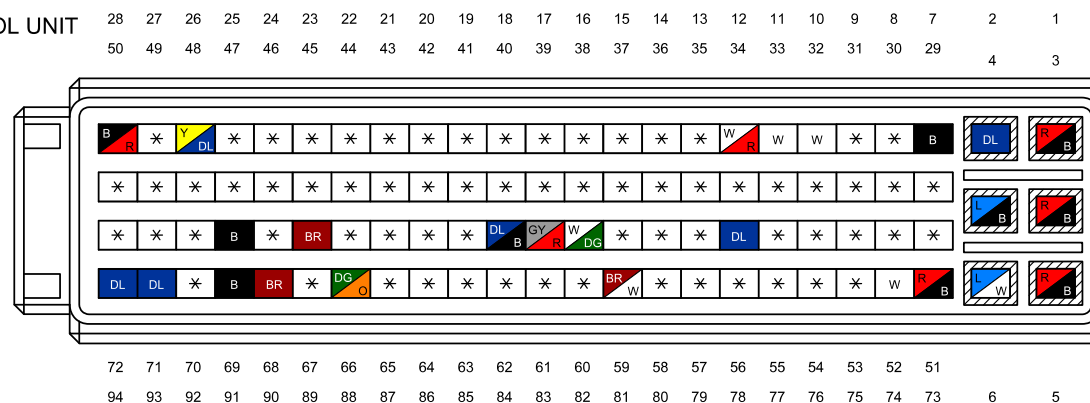 OL UNIT
28 27 26 25 24 23 22 21 20 19 18 17 16 15 14 13 12 11 10 9 8 7 2 1
50 49 48 47 46 45 44 43 42 41 40 39 38 37 36 35 34 33 32 31 30 29 4 3
B R * Y DL * * * * * * * * * * * * * W R W W * * B DL R B
* * * * * * * * * * * * * * * * * * * * * * L B R B
* * * B * BR * * * * DL B GY R W DG * * * DL * * * * *
DL DL * B BR * DG O * * * * * * BR W * * * * * * W R B L W R B
72 71 70 69 68 67 66 65 64 63 62 61 60 59 58 57 56 55 54 53 52 51
94 93 92 91 90 89 88 87 86 85 84 83 82 81 80 79 78 77 76 75 74 73 6 5